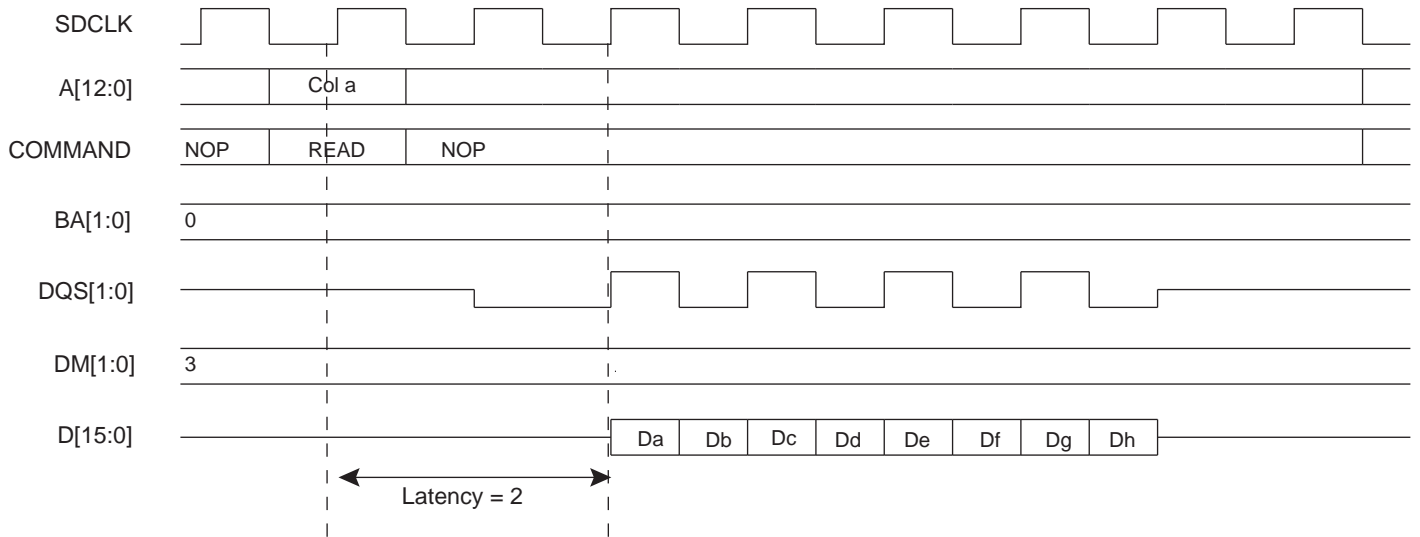 SDCLK
A[12:0] Col a
COMMAND NOP READ NOP
BA[1:0] 0
DQS[1:0]
DM[1:0] 3
D[15:0] Da Db Dc Dd De Df Dg Dh
Latency = 2